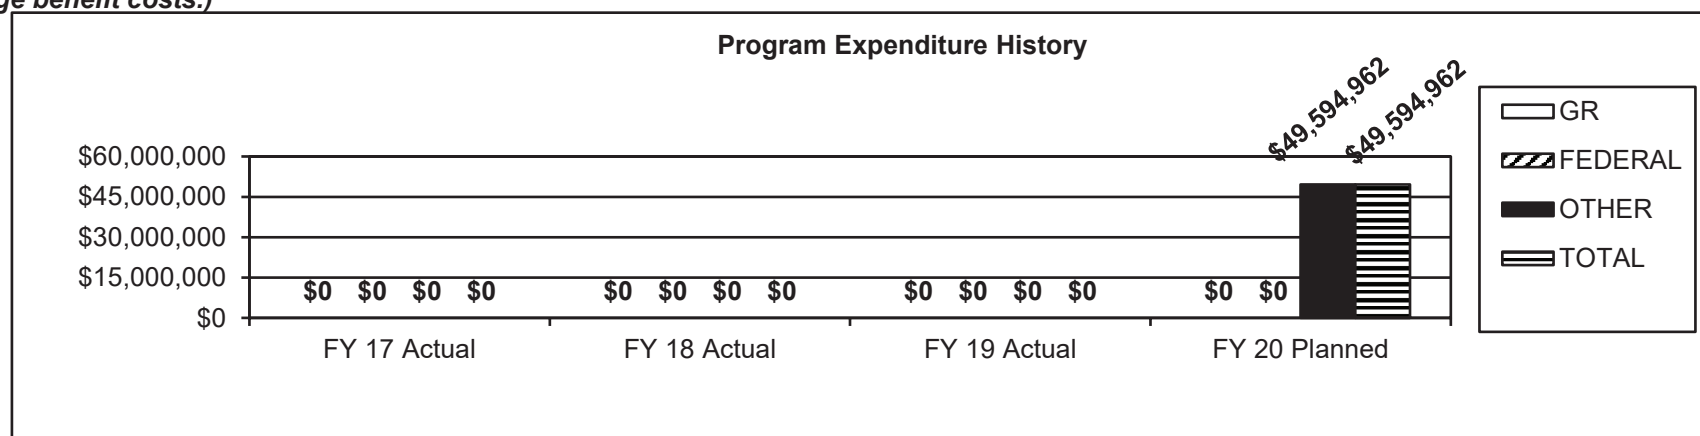 ge benefit costs.)
Program Expenditure History
$49,594,962 $49,594,962
$60,000,000
$45,000,000
$30,000,000
$15,000,000
$0
$0 $0 $0 $0 $0 $0 $0 $0 $0 $0 $0 $0 $0 $0
FY 17 Actual FY 18 Actual FY 19 Actual FY 20 Planned
GR
FEDERAL
OTHER
TOTAL